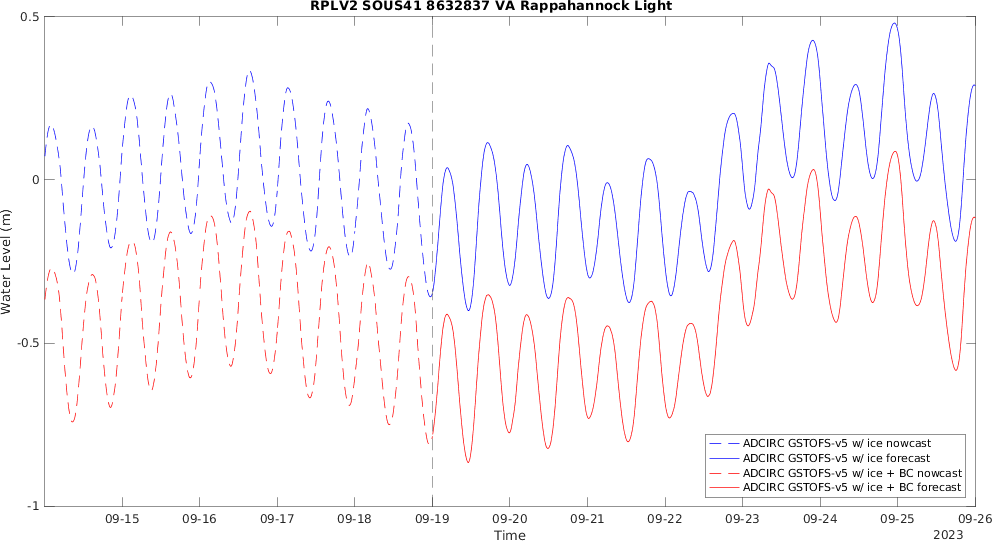 RPLV2 SOUS41 8632837 VA Rappahannock Light
0.5
0
-0.5
-1
Water Level (m)
09-15 09-16 09-17 09-18 09-19 09-20 09-21 09-22 09-23 09-24 09-25 09-26
Time
2023
ADCIRC GSTOFS-v5 w/ ice nowcast
ADCIRC GSTOFS-v5 w/ ice forecast
ADCIRC GSTOFS-v5 w/ ice + BC nowcast
ADCIRC GSTOFS-v5 w/ ice + BC forecast